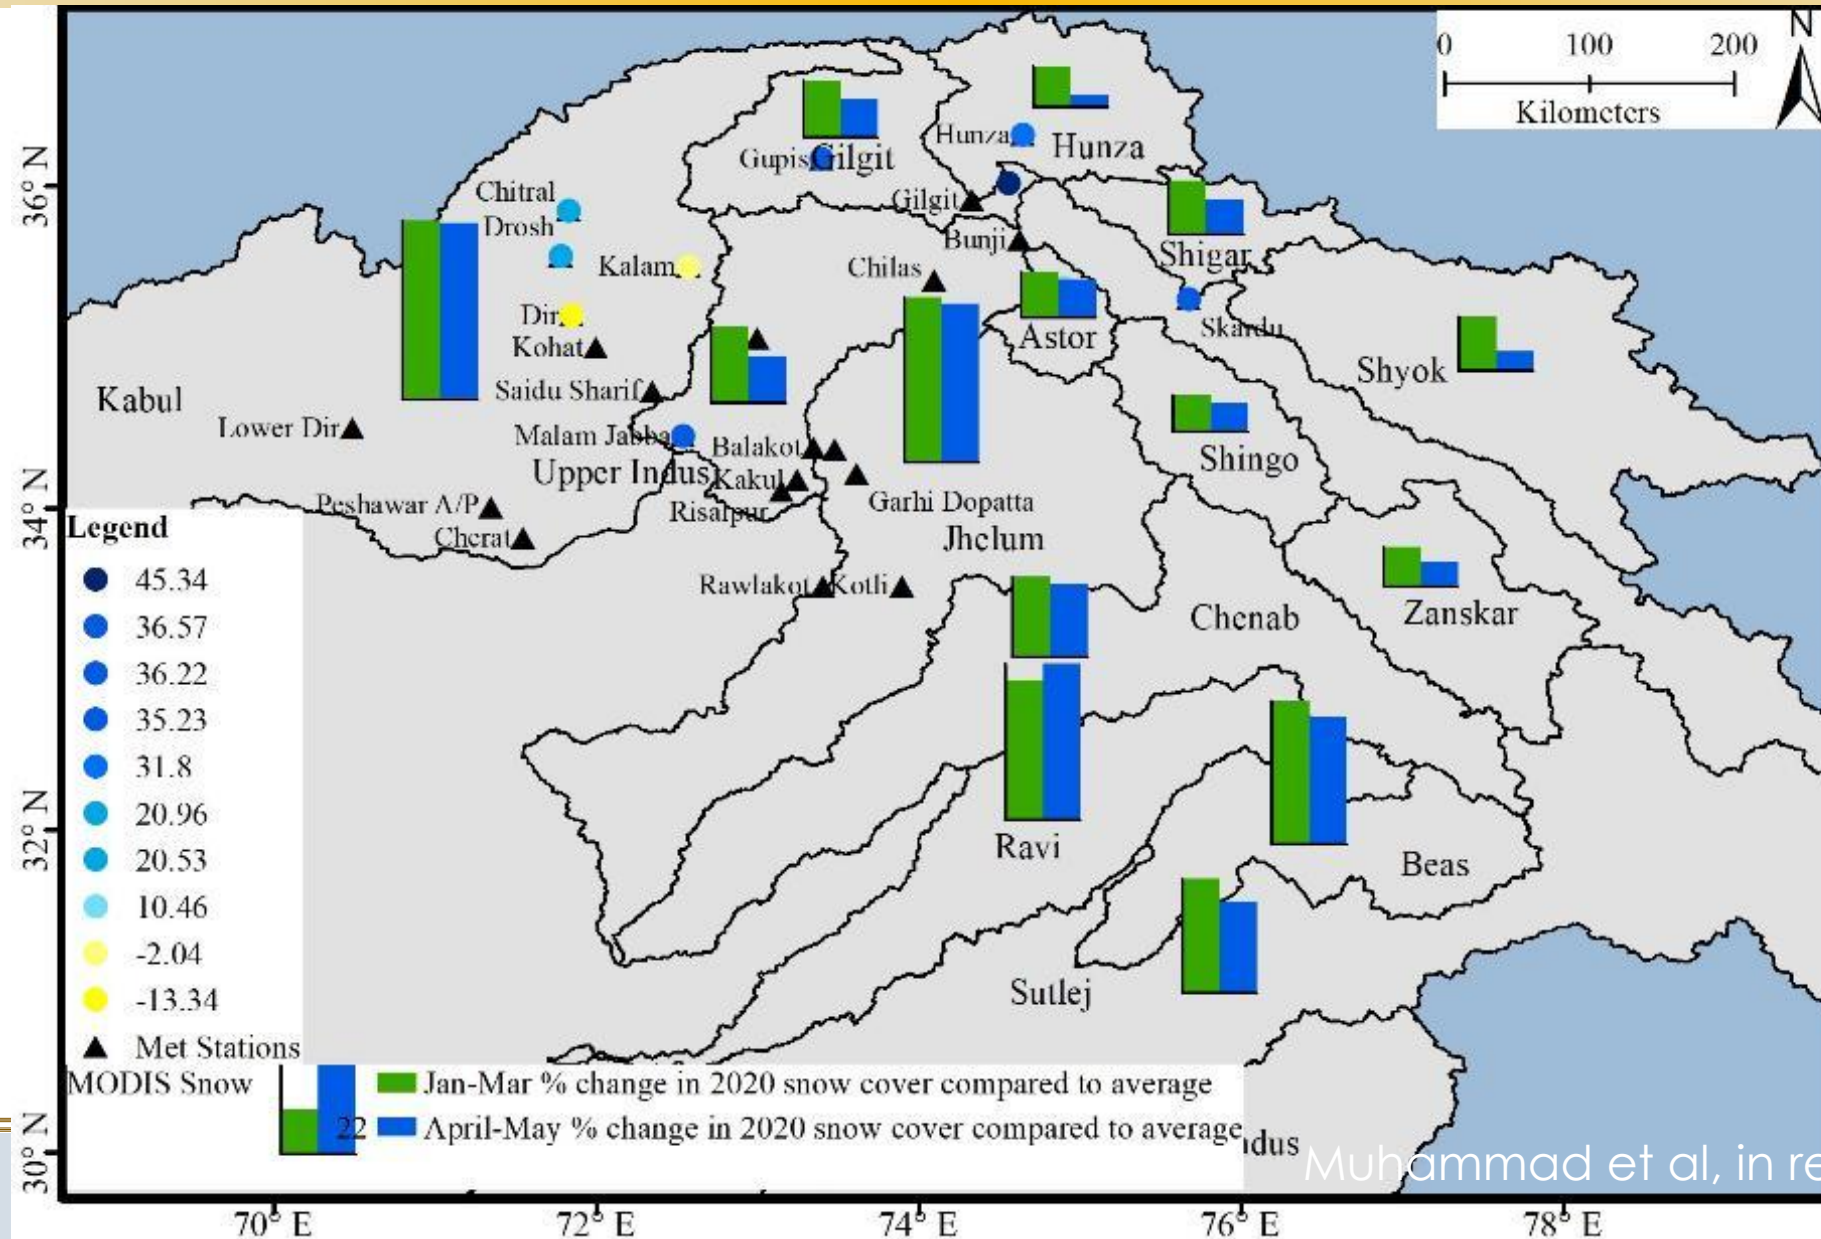 N
0 100 200
Kilometers
36° N
34° N
32° N
30° N
Hunza
Hunza
Gupis
Gilgit
Chitral
Gilgit
Drosh
Bunji
Shigar
Kalam
Chilas
Dir
Skardu
Astor
Kohat
Shyok
Kabul
Saidu Sharif
Lower Dir
Malam Jabba
Balakot
Shingo
Upper Indus
Kakul
Peshawar A/P
Risalpur
Garhi Dopatta
Cherat
Jhelum
Rawlakot
Kotli
Chenab
Zanskar
Ravi
Beas
Sutlej
Legend
45.34
36.57
36.22
35.23
31.8
20.96
20.53
10.46
-2.04
-13.34
Met Stations
MODIS Snow
22
Jan-Mar % change in 2020 snow cover compared to average
April-May % change in 2020 snow cover compared to average
dus
Muhammad et al, in re
70° E 72° E 74° E 76° E 78° E